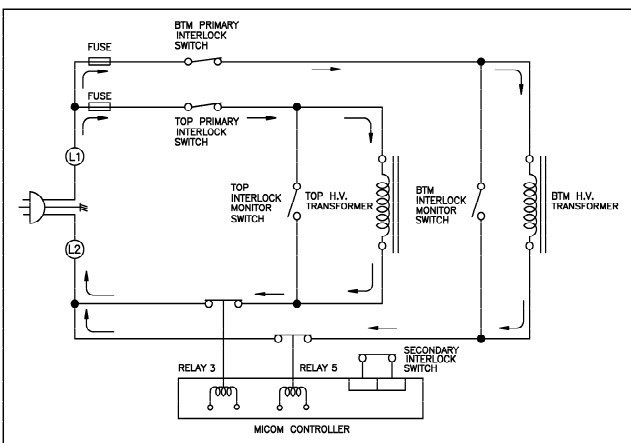 BTM PRIMARY
INTERLOCK
SWITCH
FUSE
FUSE
TOP PRIMARY
INTERLOCK
SWITCH
L1
L2
TOP
INTERLOCK
MONITOR
SWITCH
TOP H.V.
TRANSFORMER
BTM
INTERLOCK
MONITOR
SWITCH
BTM H.V.
TRANSFORMER
SECONDARY
INTERLOCK
SWITCH
RELAY 3
RELAY 5
MICOM CONTROLLER